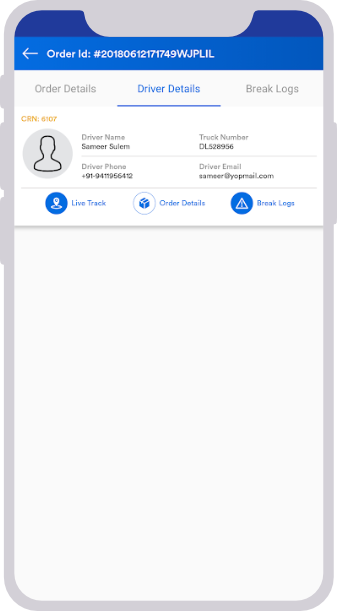 Order Id: #20180612171749WJPLIL
Order Details Driver Details Break Logs
CRN: 6107
Driver Name Truck Number
Sameer Sulem DL528956
Driver Phone Driver Email
+91-9411956412 sameer@yopmail.com
Live Track Order Details Break Logs